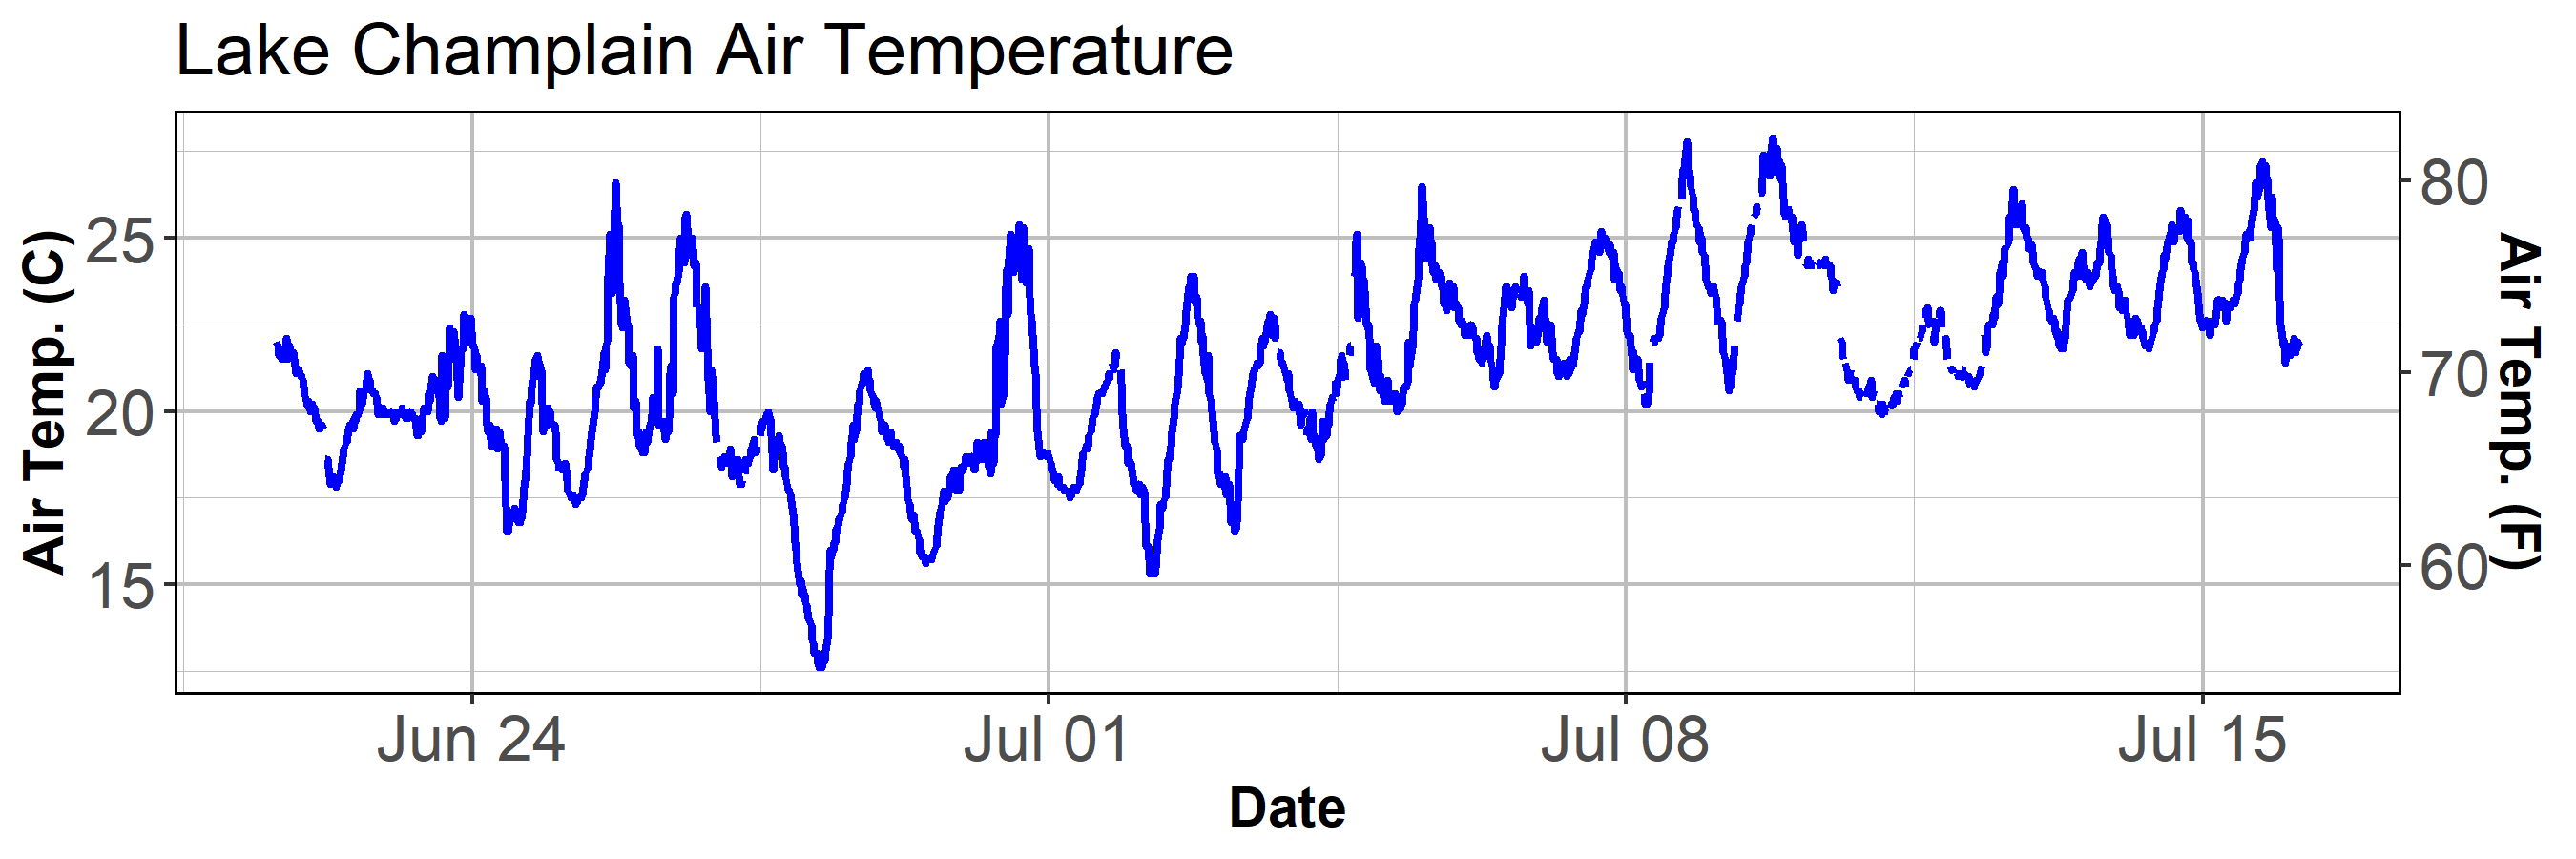 Lake Champlain Air Temperature
Air Temp. (C)
25
20
15
80
70
60
Air Temp. (F)
Jun 24
Jul 01
Jul 08
Jul 15
Date